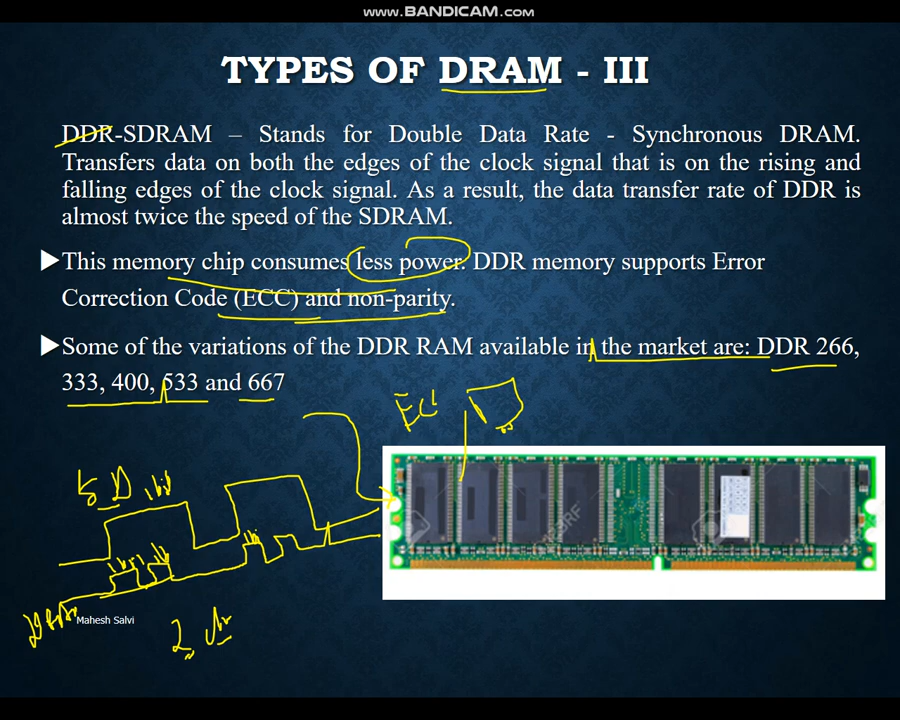 www.BANDICAM.com
TYPES OF DRAM - III
DDR-SDRAM – Stands for Double Data Rate - Synchronous DRAM.
Transfers data on both the edges of the clock signal that is on the rising and
falling edges of the clock signal. As a result, the data transfer rate of DDR is
almost twice the speed of the SDRAM.
This memory chip consumes less power. DDR memory supports Error
Correction Code (ECC) and non-parity.
Some of the variations of the DDR RAM available in the market are: DDR 266,
333, 400, 533 and 667
Mahesh Salvi